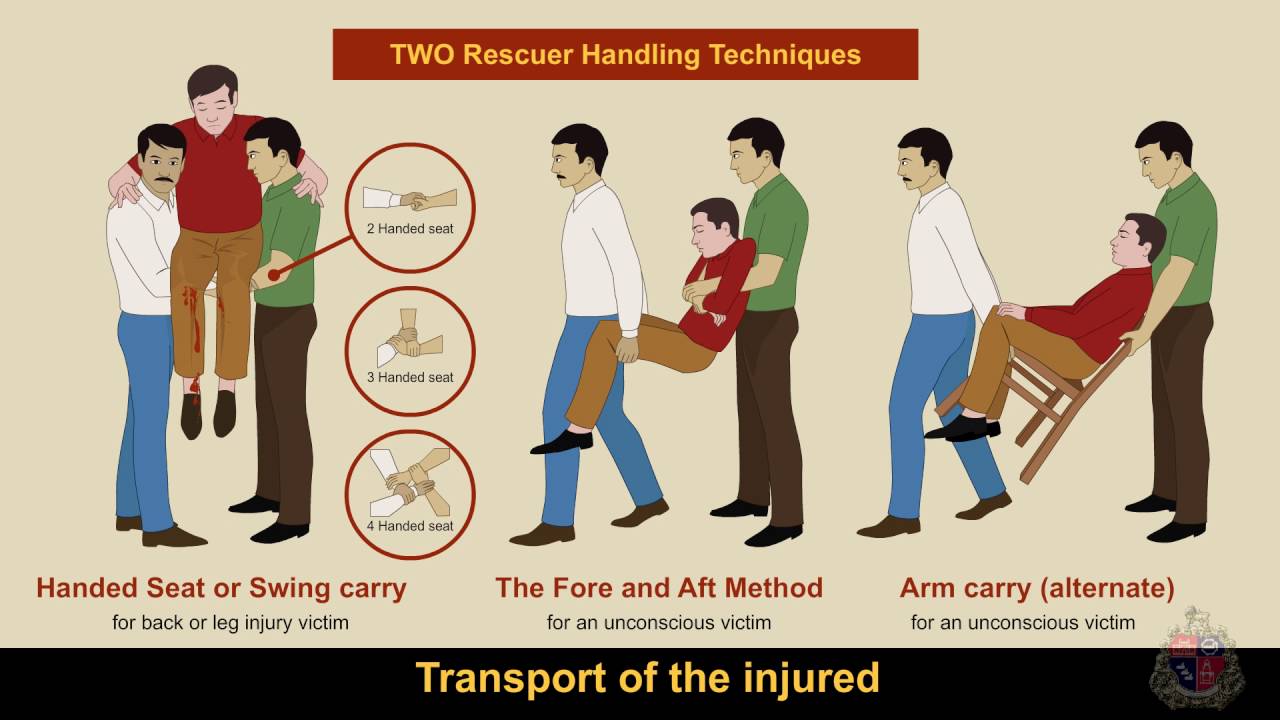 TWO Rescuer Handling Techniques
2 Handed seat
3 Handed seat
4 Handed seat
Handed Seat or Swing carry
for back or leg injury victim
The Fore and Aft Method
for an unconscious victim
Arm carry (alternate)
for an unconscious victim
Transport of the injured